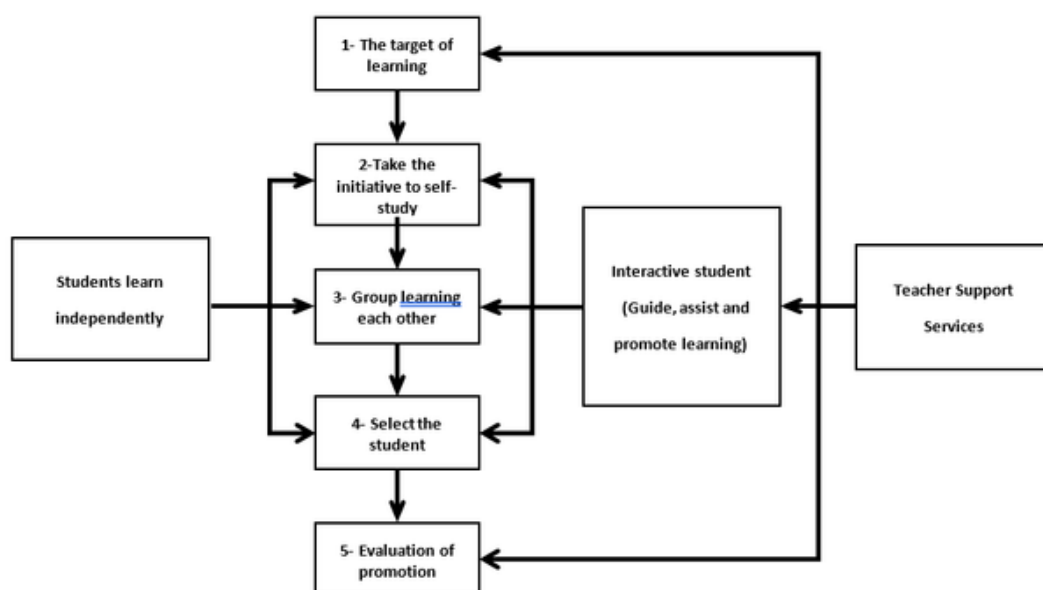 1- The target of
learning
2-Take the
initiative to self-
study
3- Group learning
each other
4- Select the
student
5- Evaluation of
promotion
Students learn
independently
Interactive student
(Guide, assist and
promote learning)
Teacher Support
Services